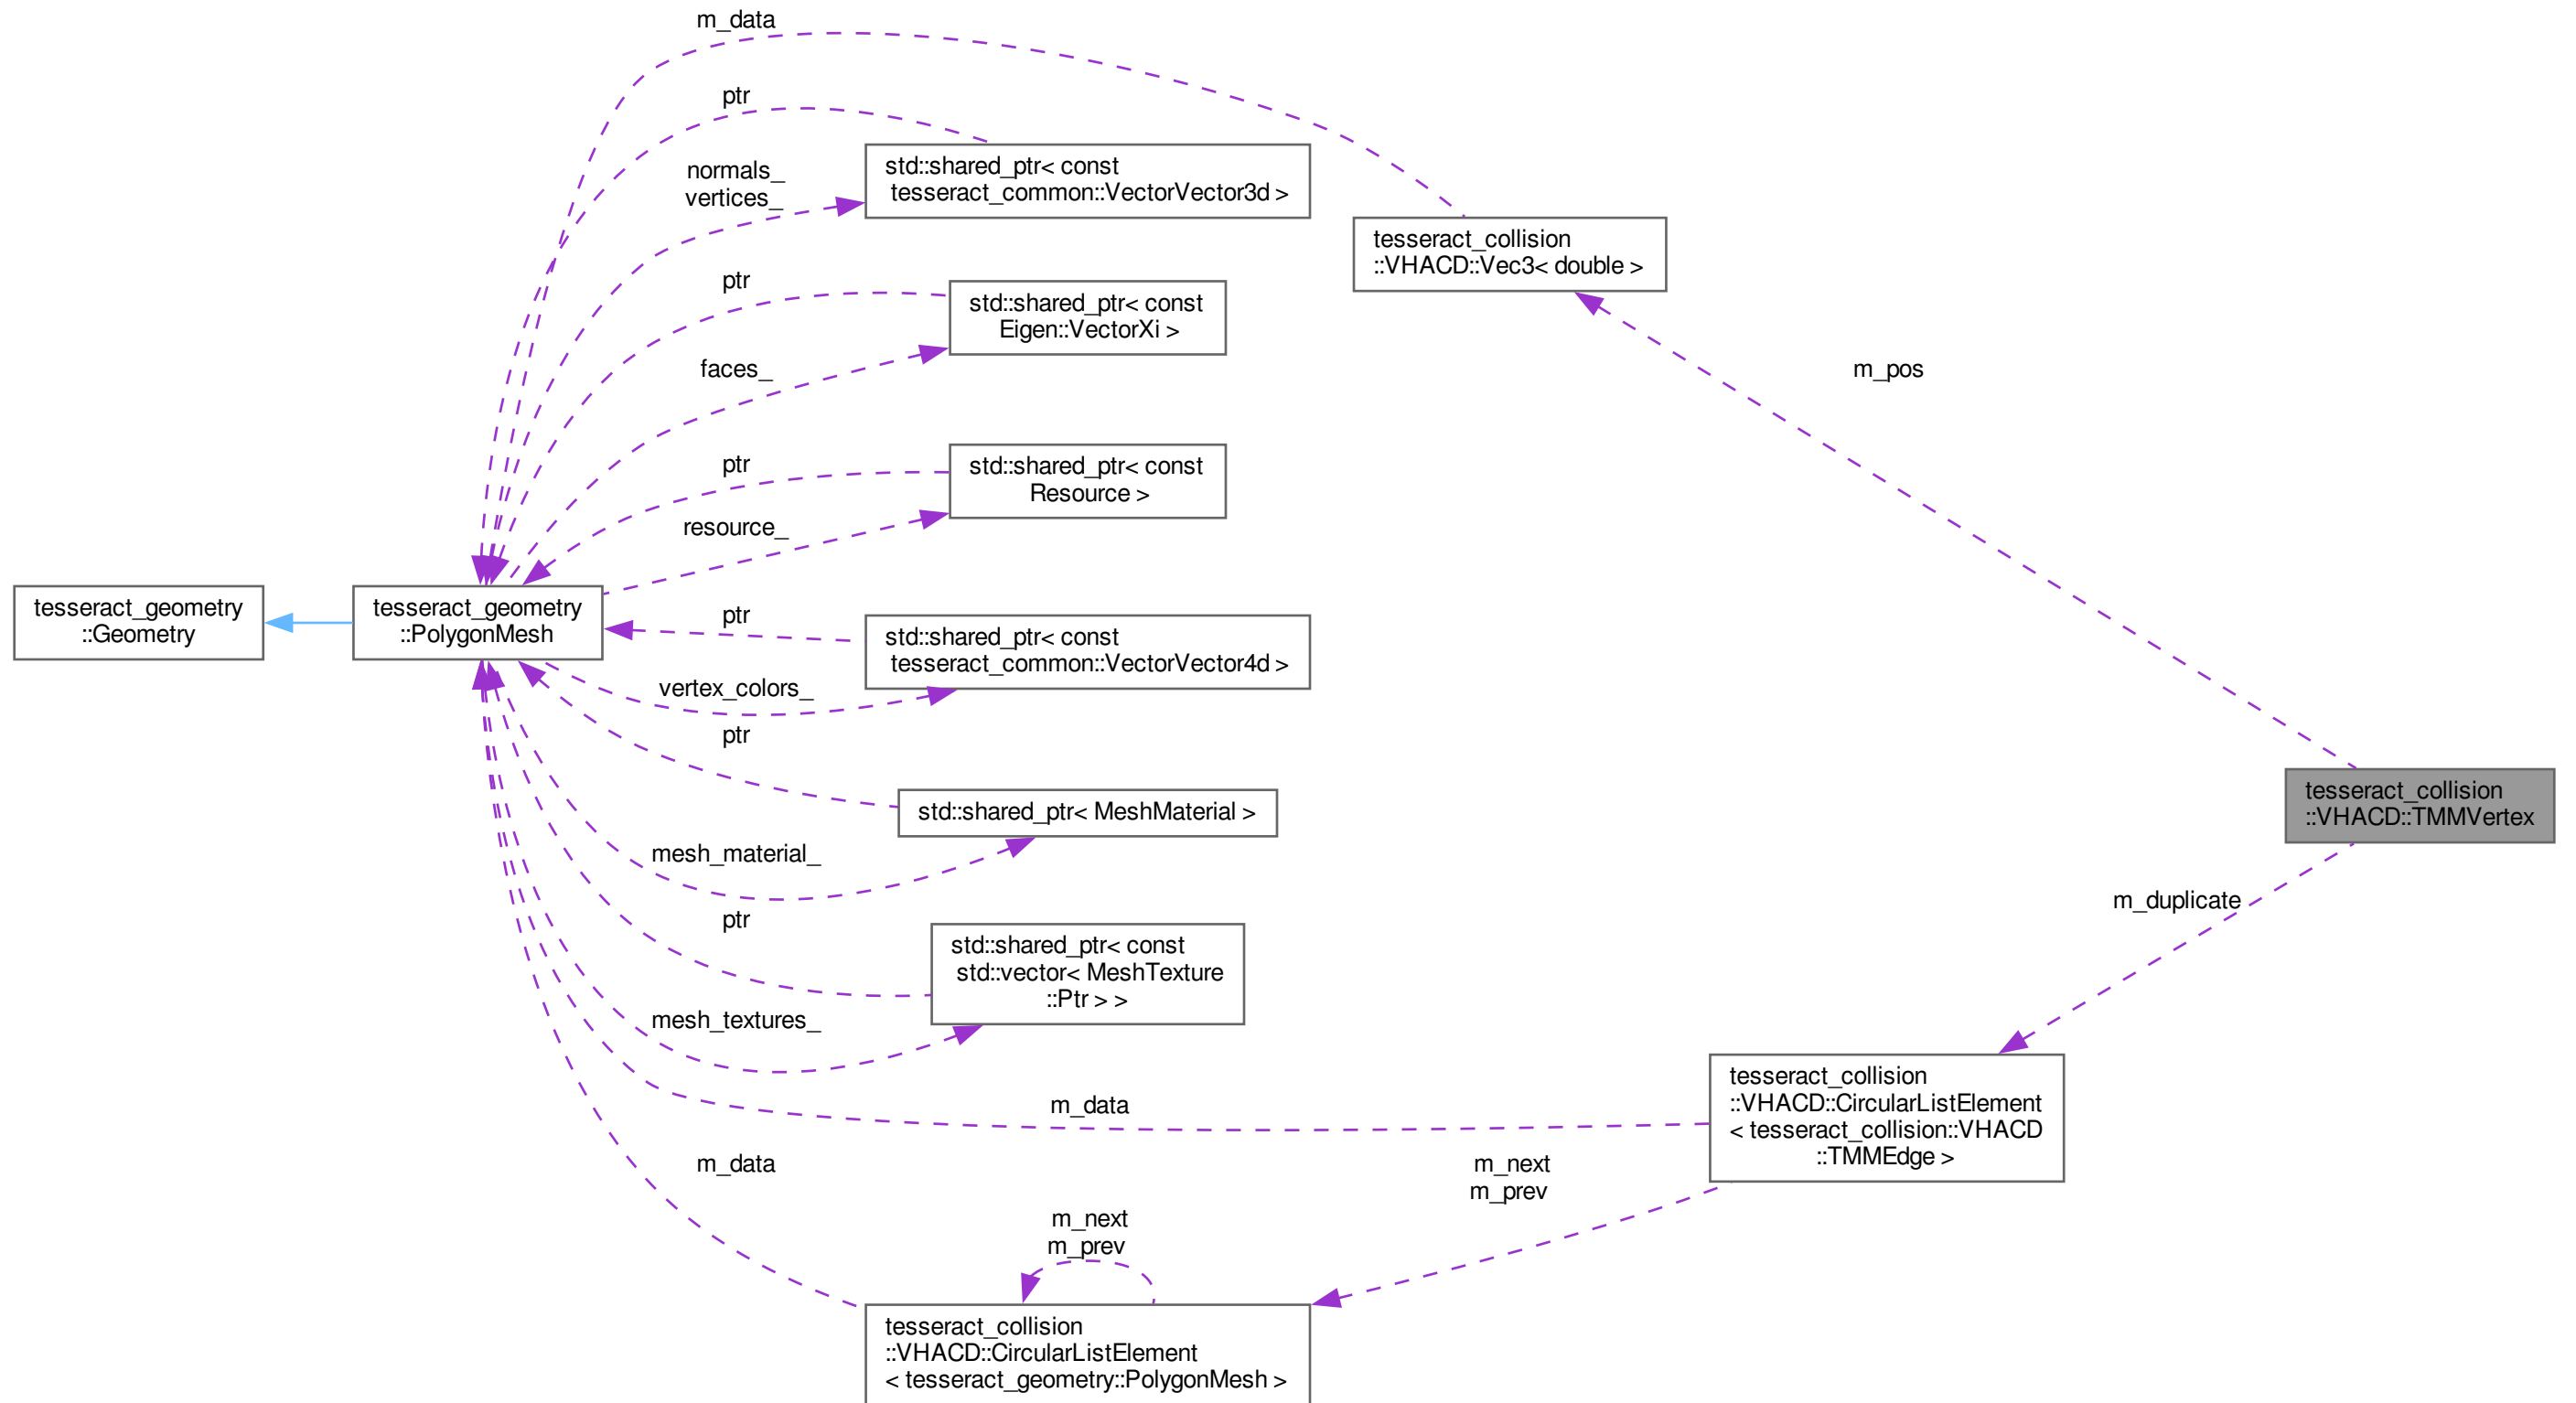 m_data
ptr
std::shared_ptr< const
tesseract_common::VectorVector3d >
normals_
vertices_
tesseract_collision
::VHACD::Vec3< double >
ptr
std::shared_ptr< const
Eigen::VectorXi >
faces_
m_pos
ptr
std::shared_ptr< const
Resource >
resource_
tesseract_geometry
::Geometry
tesseract_geometry
::PolygonMesh
ptr
std::shared_ptr< const
tesseract_common::VectorVector4d >
vertex_colors_
ptr
std::shared_ptr< MeshMaterial >
tesseract_collision
::VHACD::TMMVertex
mesh_material_
m_duplicate
ptr
std::shared_ptr< const
std::vector< MeshTexture
::Ptr > >
mesh_textures_
m_data
tesseract_collision
::VHACD::CircularListElement
< tesseract_collision::VHACD
::TMMEdge >
m_data
m_next
m_prev
m_next
m_prev
tesseract_collision
::VHACD::CircularListElement
< tesseract_geometry::PolygonMesh >